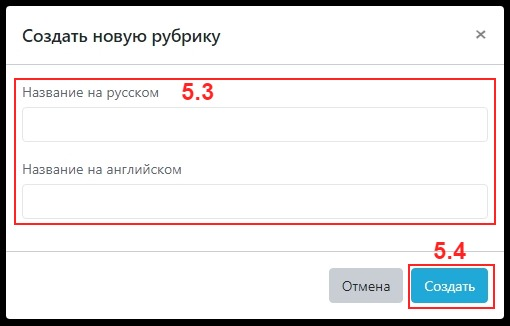 Создать новую рубрику ×
Название на русском 5.3
Название на английском
5.4
Отмена Создать